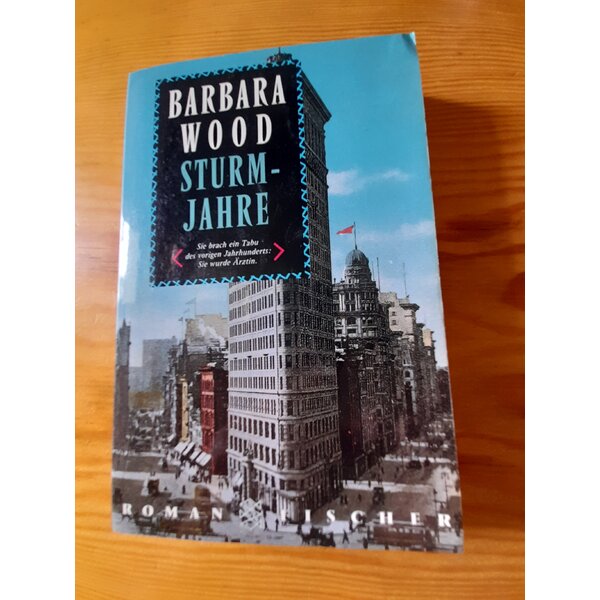 BARBARA
WOOD
STURM-
JAHRE
Sie brach ein Tabu
des vorigen Jahrhunderts:
Sie wurde Ärztin.
ROMAN FISCHER